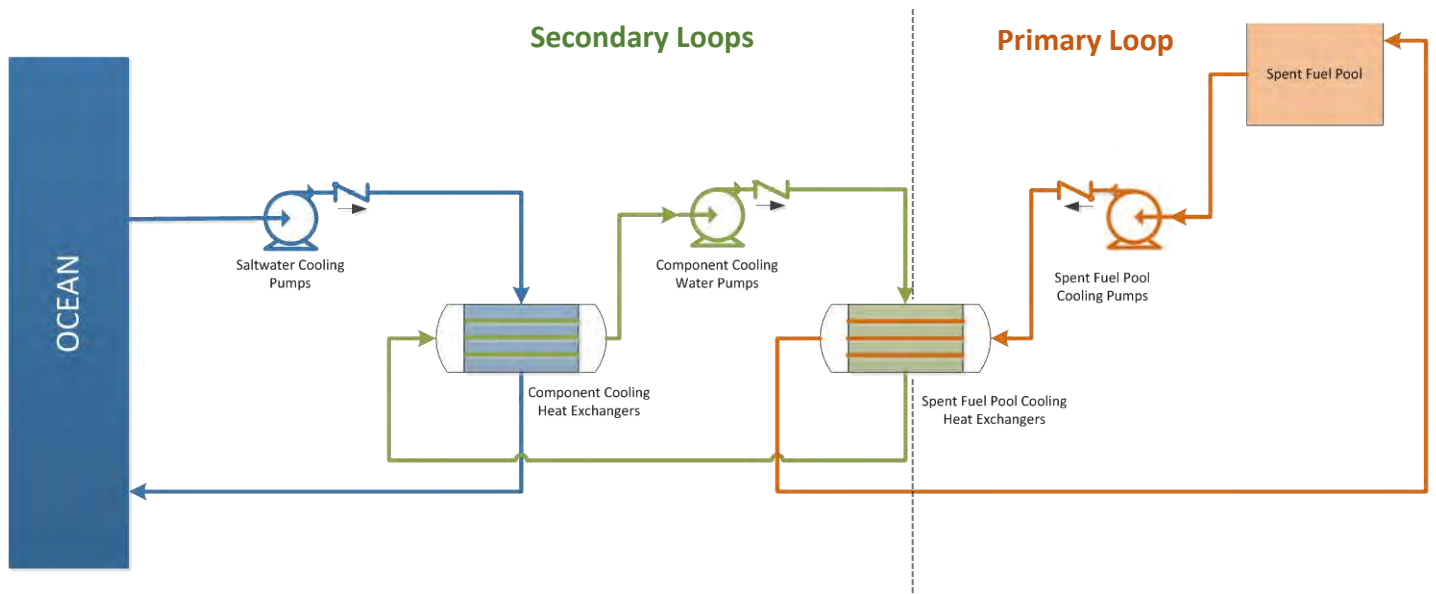 Secondary Loops
Primary Loop
Spent Fuel Pool
OCEAN
Saltwater Cooling
Pumps
Component Cooling
Water Pumps
Spent Fuel Pool
Cooling Pumps
Component Cooling
Heat Exchangers
Spent Fuel Pool Cooling
Heat Exchangers